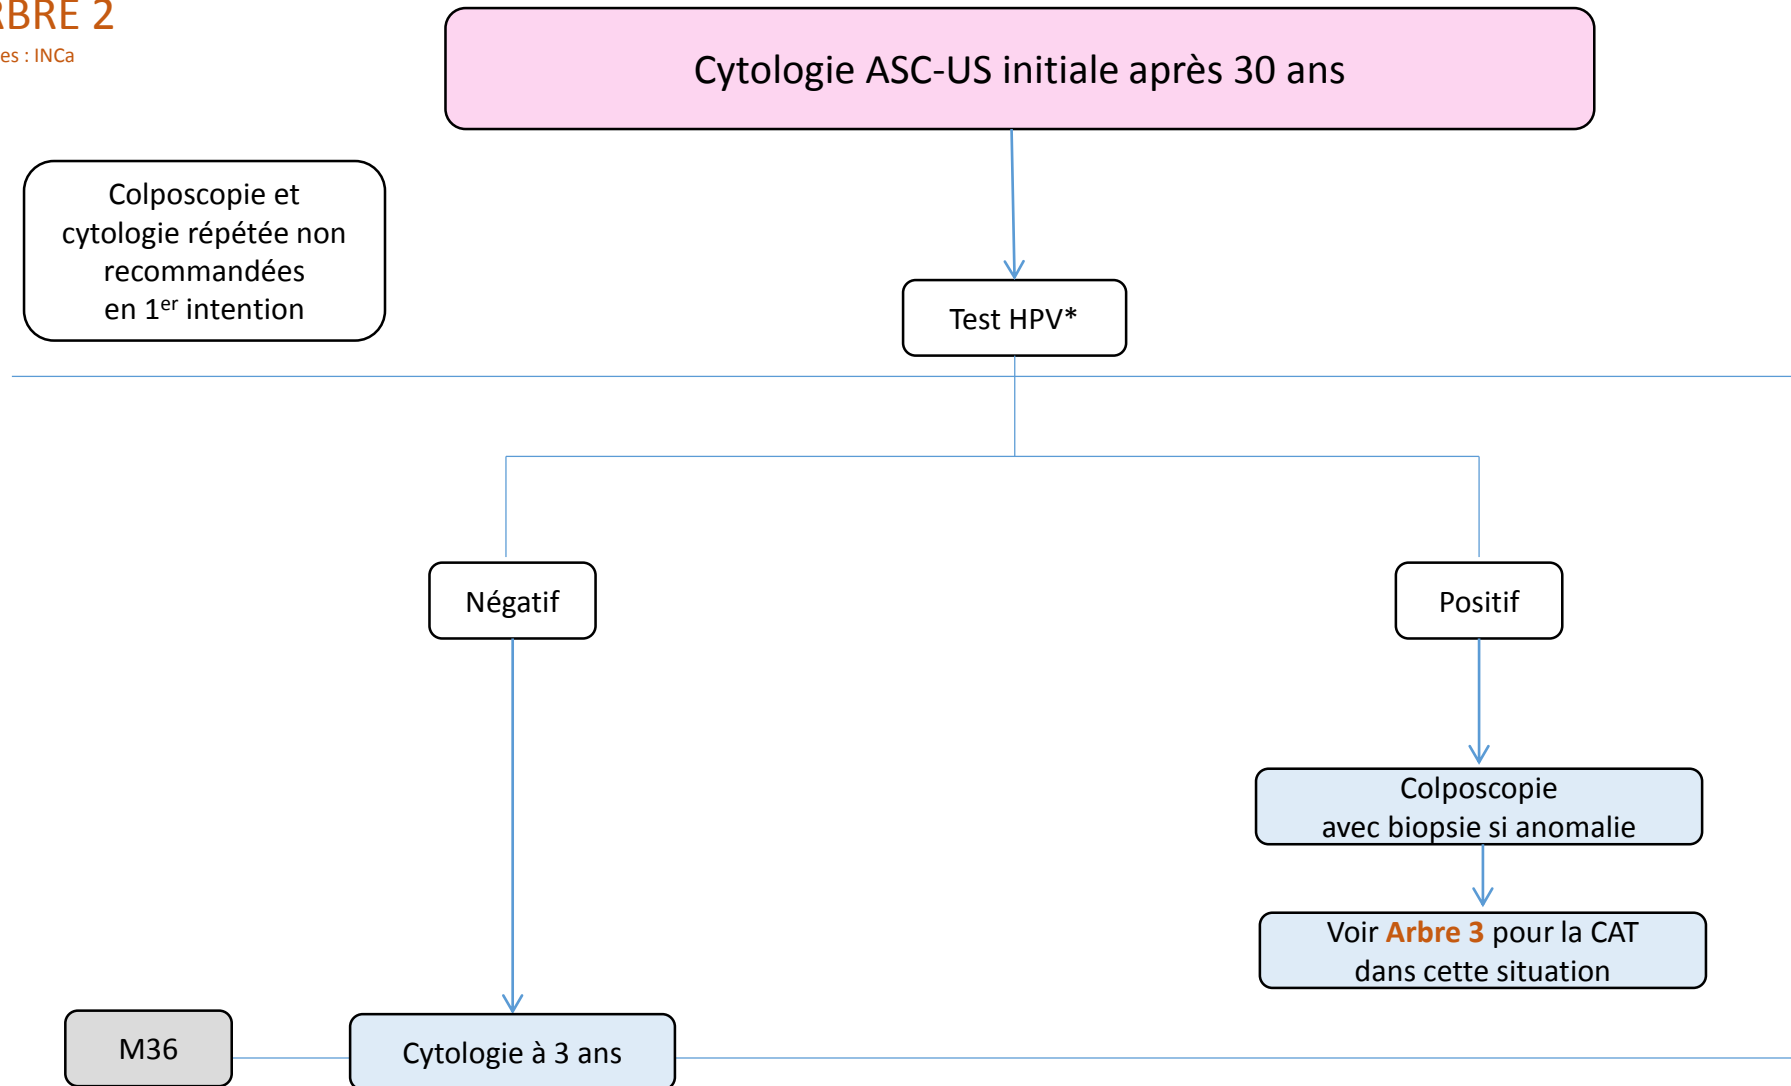 RBRE 2
es : INCa
Cytologie ASC-US initiale après 30 ans
Colposcopie et
cytologie répétée non
recommandées
en 1er intention
Test HPV*
Négatif
Positif
Colposcopie
avec biopsie si anomalie
Voir Arbre 3 pour la CAT
dans cette situation
M36
Cytologie à 3 ans